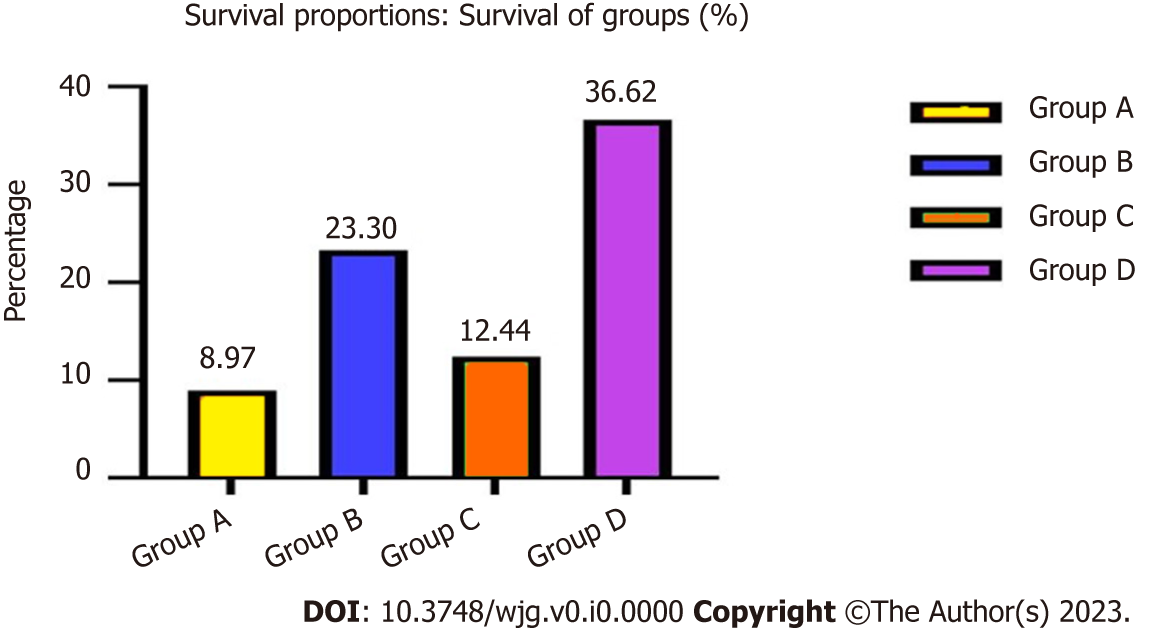 Survival proportions: Survival of groups (%)
Percentage
40
30
20
10
0
8.97
23.30
12.44
36.62
Group A
Group B
Group C
Group D
Group A
Group B
Group C
Group D
DOI: 10.3748/wjg.v0.i0.0000 Copyright ©The Author(s) 2023.